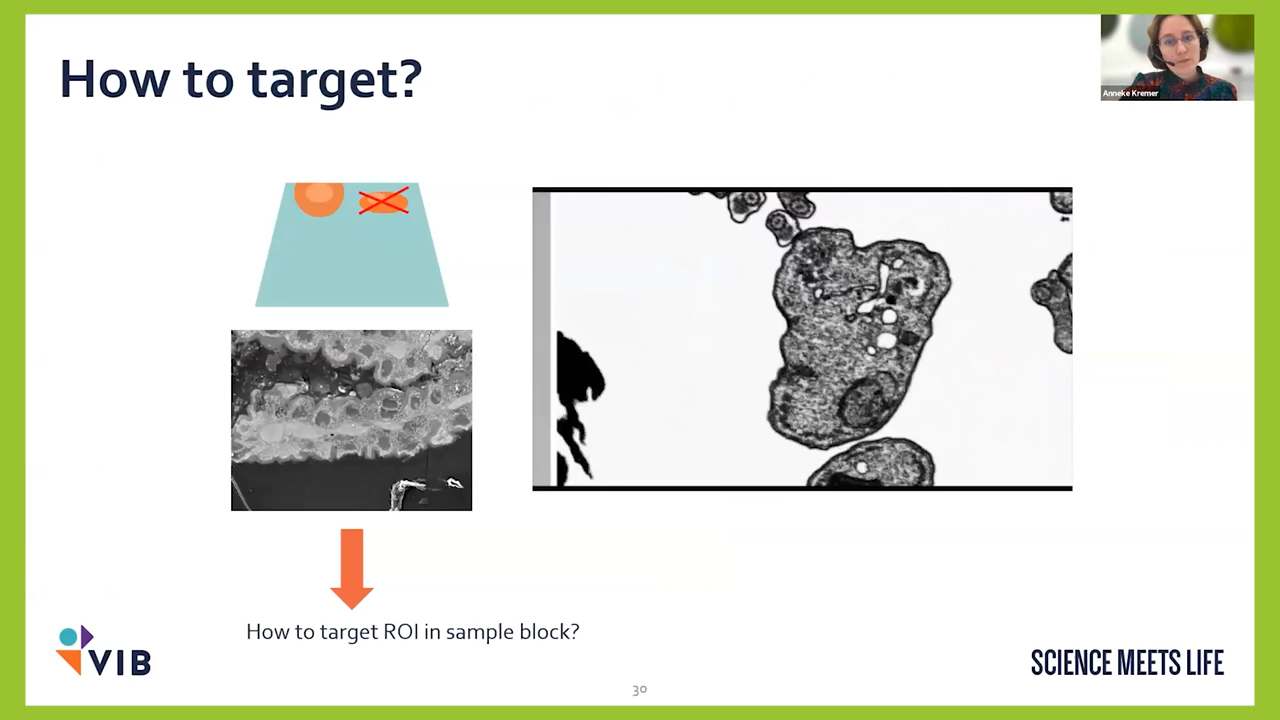 How to target?
Anneke Kremer
How to target ROI in sample block?
VIB
SCIENCE MEETS LIFE
30